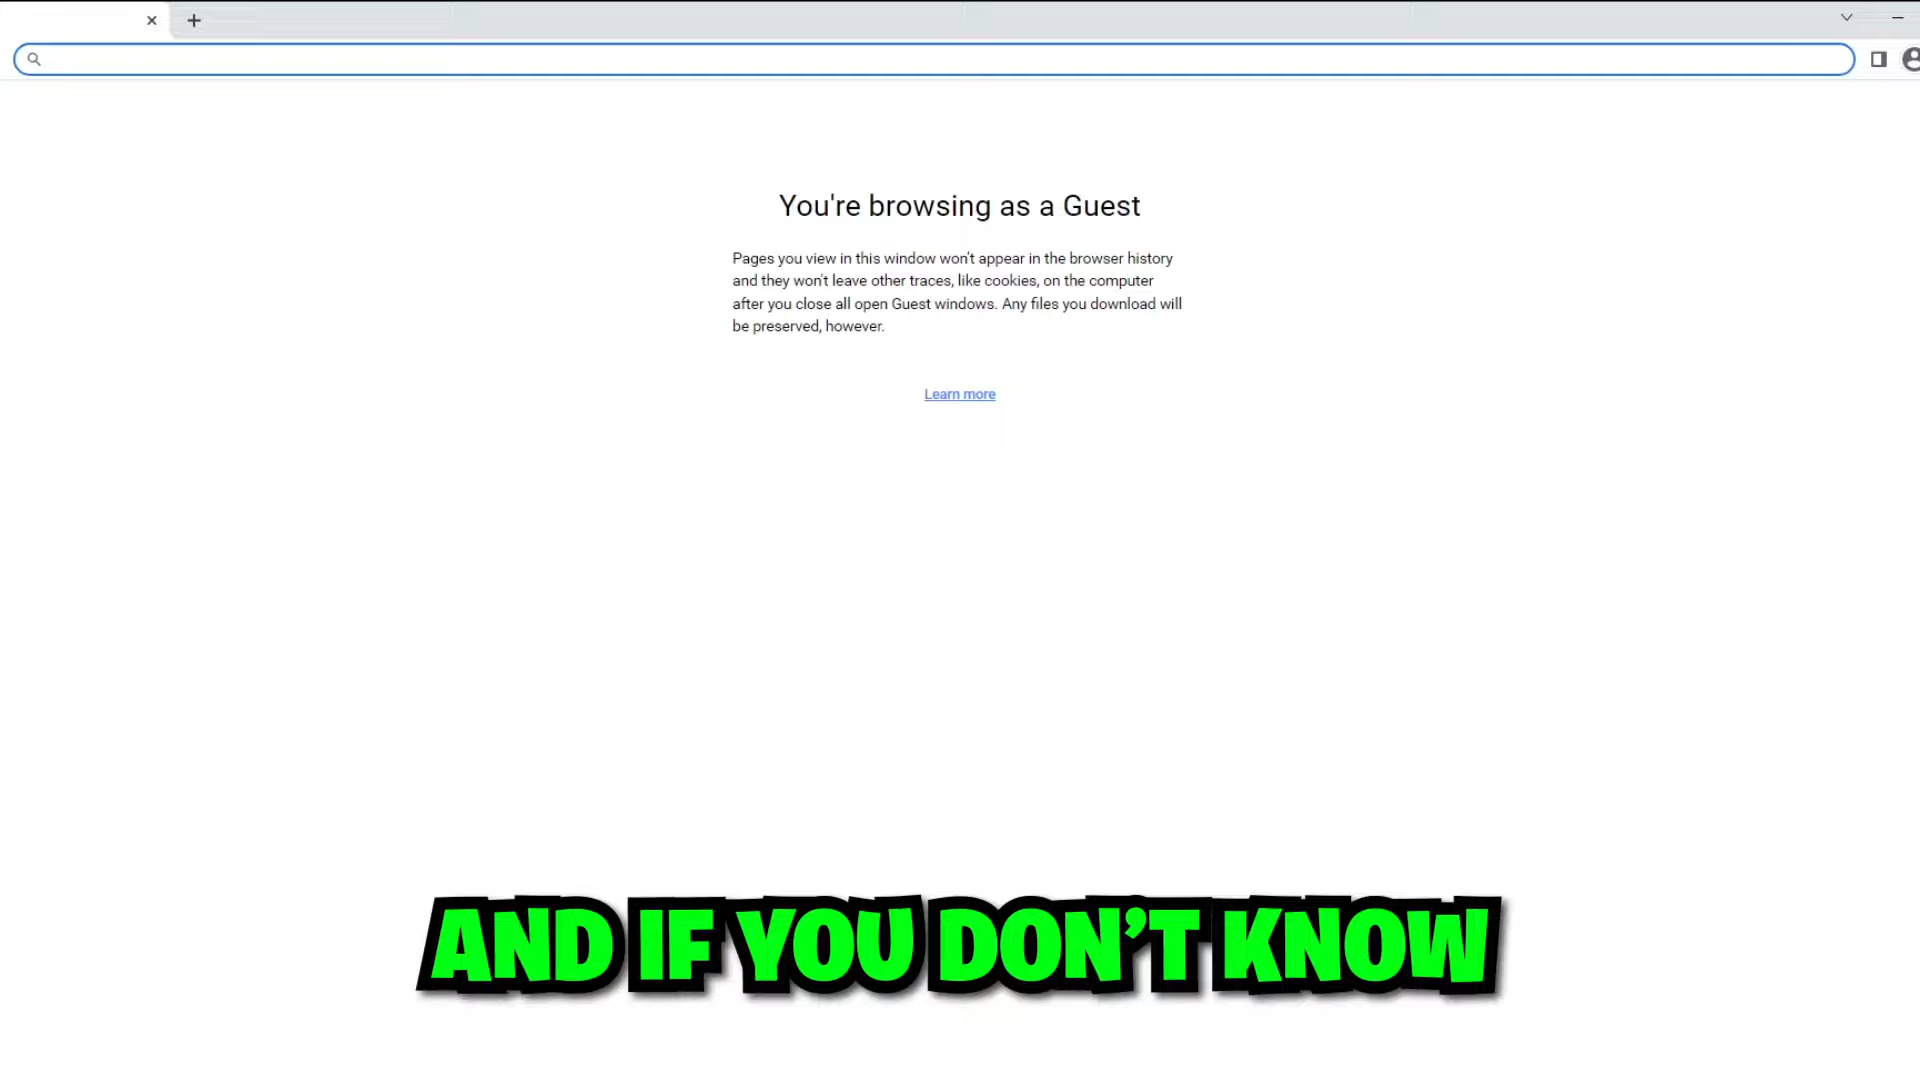 You're browsing as a Guest
Pages you view in this window won't appear in the browser history
and they won't leave other traces, like cookies, on the computer
after you close all open Guest windows. Any files you download will
be preserved, however.
Learn more
AND IF YOU DON'T KNOW